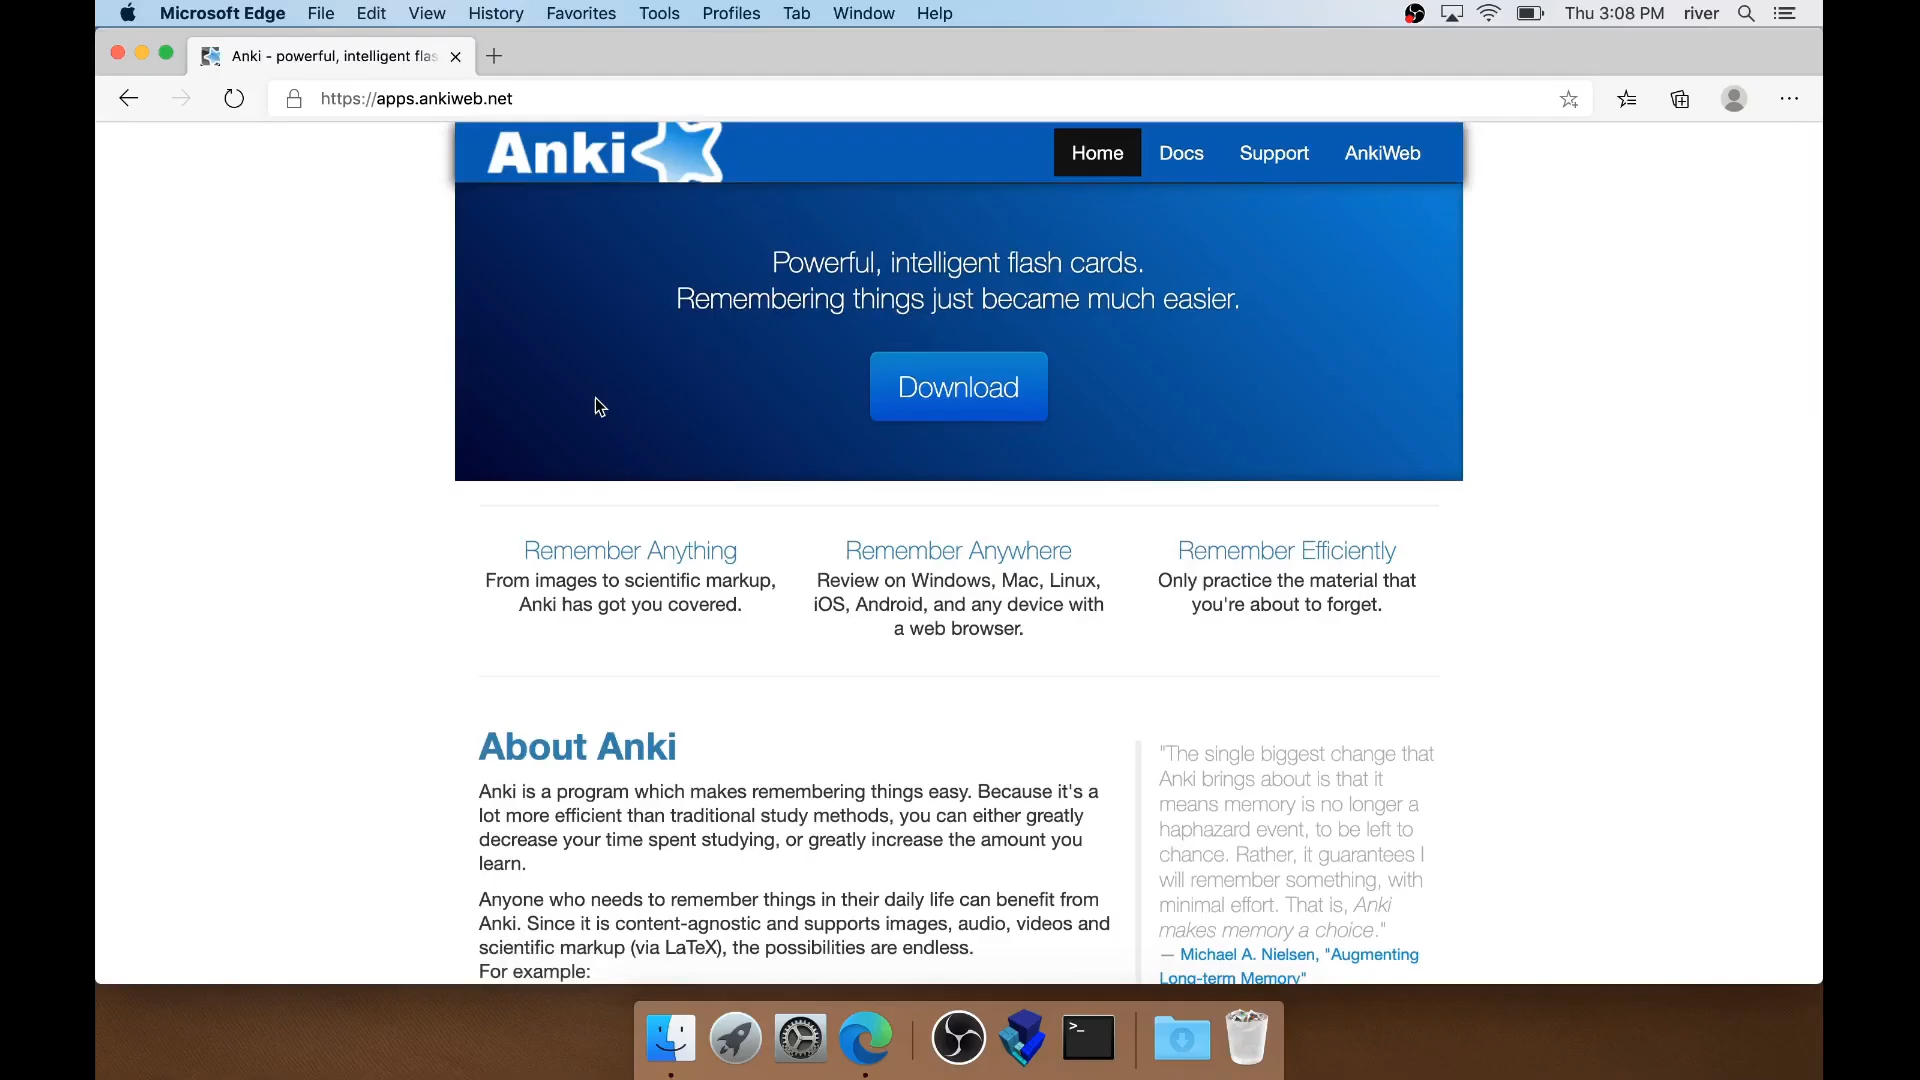 Microsoft Edge File Edit View History Favorites Tools Profiles Tab Window Help Thu 3:08 PM river
Anki - powerful, intelligent flas
https://apps.ankiweb.net
Anki Home Docs Support AnkiWeb
Powerful, intelligent flash cards.
Remembering things just became much easier.
Download
Remember Anything
From images to scientific markup,
Anki has got you covered.
Remember Anywhere
Review on Windows, Mac, Linux,
iOS, Android, and any device with
a web browser.
Remember Efficiently
Only practice the material that
you're about to forget.
About Anki
Anki is a program which makes remembering things easy. Because it's a
lot more efficient than traditional study methods, you can either greatly
decrease your time spent studying, or greatly increase the amount you
learn.
Anyone who needs to remember things in their daily life can benefit from
Anki. Since it is content-agnostic and supports images, audio, videos and
scientific markup (via LaTeX), the possibilities are endless.
For example:
"The single biggest change that
Anki brings about is that it
means memory is no longer a
haphazard event, to be left to
chance. Rather, it guarantees I
will remember something, with
minimal effort. That is, Anki
makes memory a choice."
— Michael A. Nielsen, "Augmenting
Long-term Memory"
>_